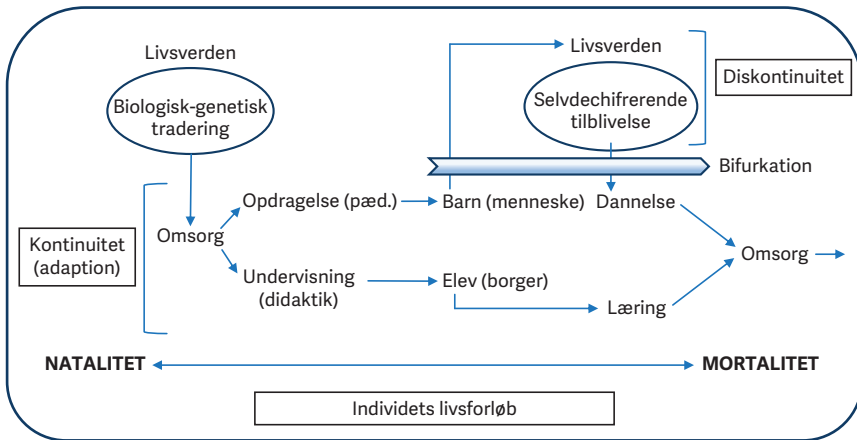 Livsverden
Biologisk-genetisk
tradering
Livsverden
Selvdechifrerende
tilblivelse
Diskontinuitet
Bifurkation
Opdragelse (pæd.)
Barn (menneske)
Dannelse
Kontinuitet
(adaption)
Omsorg
Undervisning
(didaktik)
Elev (borger)
Læring
Omsorg
NATALITET
MORTALITET
Individets livsforløb